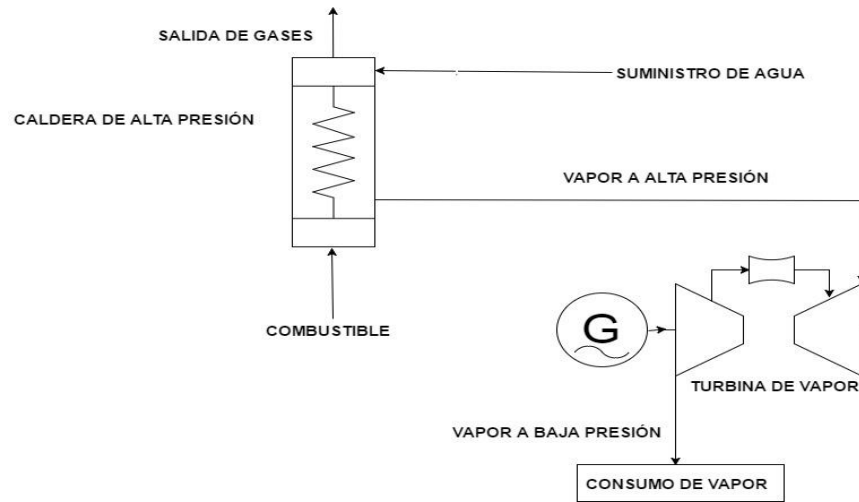 SALIDA DE GASES
SUMINISTRO DE AGUA
CALDERA DE ALTA PRESIÓN
VAPOR A ALTA PRESIÓN
COMBUSTIBLE
G
TURBINA DE VAPOR
VAPOR A BAJA PRESIÓN
CONSUMO DE VAPOR